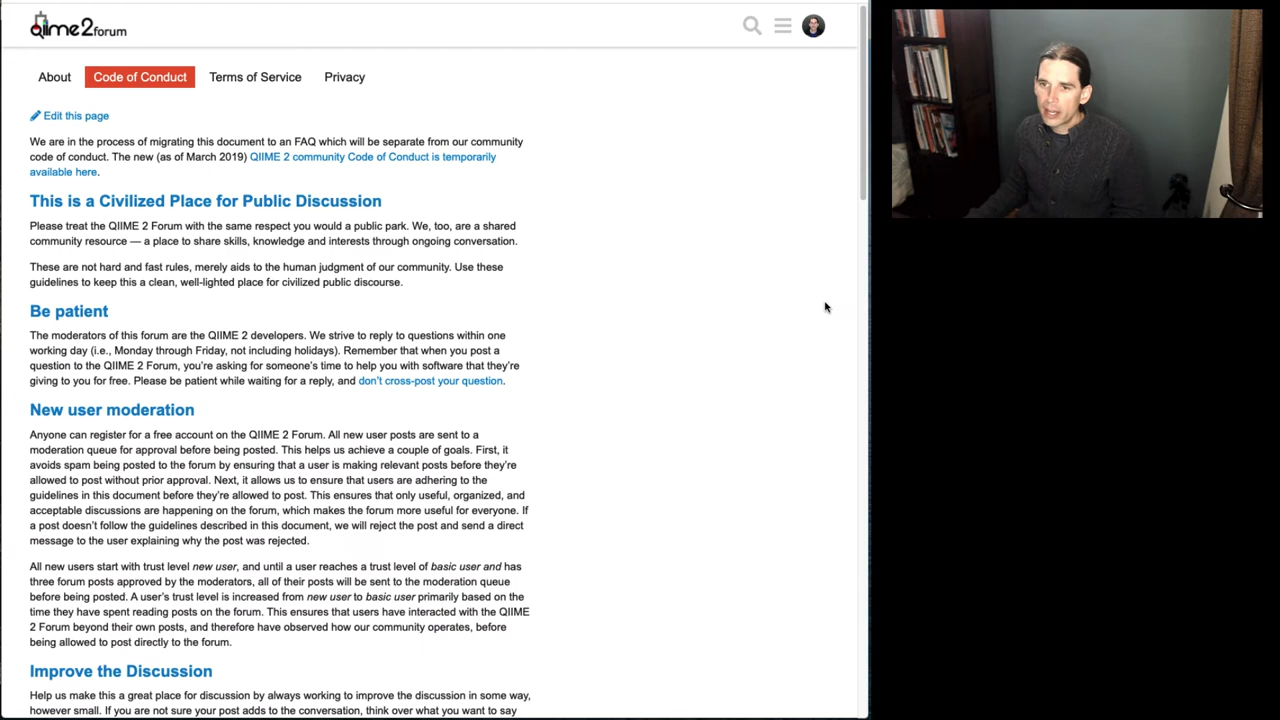 qiime2forum
About Code of Conduct Terms of Service Privacy
Edit this page
We are in the process of migrating this document to an FAQ which will be separate from our community
code of conduct. The new (as of March 2019) QIIME 2 community Code of Conduct is temporarily
available here.
This is a Civilized Place for Public Discussion
Please treat the QIIME 2 Forum with the same respect you would a public park. We, too, are a shared
community resource — a place to share skills, knowledge and interests through ongoing conversation.
These are not hard and fast rules, merely aids to the human judgment of our community. Use these
guidelines to keep this a clean, well-lighted place for civilized public discourse.
Be patient
The moderators of this forum are the QIIME 2 developers. We strive to reply to questions within one
working day (i.e., Monday through Friday, not including holidays). Remember that when you post a
question to the QIIME 2 Forum, you're asking for someone's time to help you with software that they're
giving to you for free. Please be patient while waiting for a reply, and don't cross-post your question.
New user moderation
Anyone can register for a free account on the QIIME 2 Forum. All new user posts are sent to a
moderation queue for approval before being posted. This helps us achieve a couple of goals. First, it
avoids spam being posted to the forum by ensuring that a user is making relevant posts before they're
allowed to post without prior approval. Next, it allows us to ensure that users are adhering to the
guidelines in this document before they're allowed to post. This ensures that only useful, organized, and
acceptable discussions are happening on the forum, which makes the forum more useful for everyone. If
a post doesn't follow the guidelines described in this document, we will reject the post and send a direct
message to the user explaining why the post was rejected.
All new users start with trust level new user, and until a user reaches a trust level of basic user and has
three forum posts approved by the moderators, all of their posts will be sent to the moderation queue
before being posted. A user's trust level is increased from new user to basic user primarily based on the
time they have spent reading posts on the forum. This ensures that users have interacted with the QIIME
2 Forum beyond their own posts, and therefore have observed how our community operates, before
being allowed to post directly to the forum.
Improve the Discussion
Help us make this a great place for discussion by always working to improve the discussion in some way,
however small. If you are not sure your post adds to the conversation, think over what you want to say